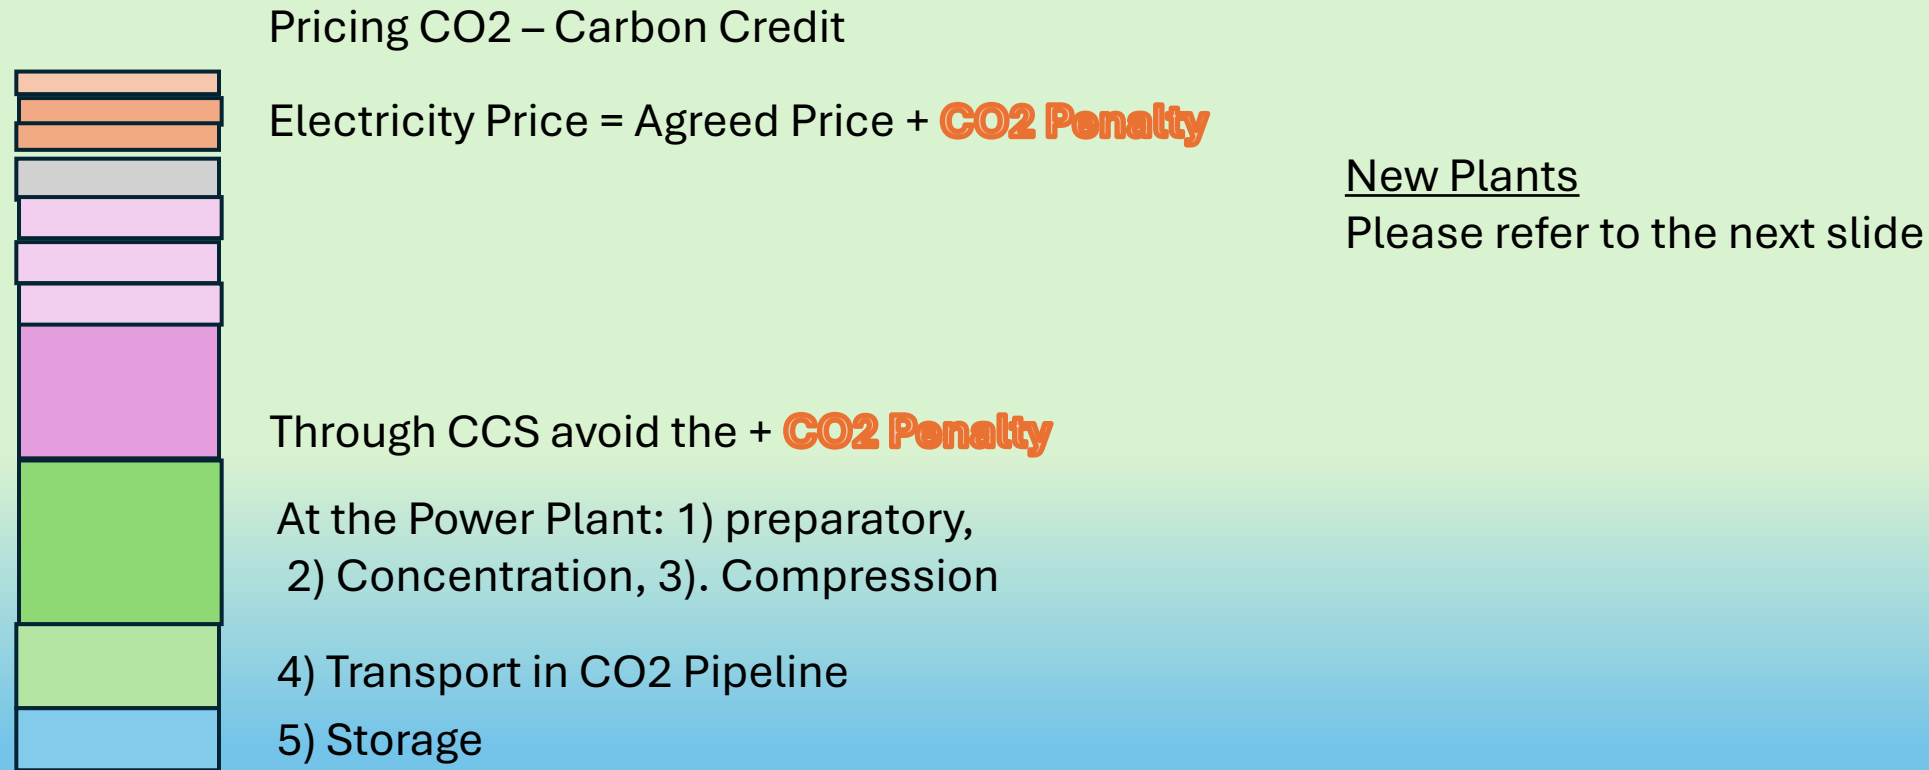 Pricing CO2 – Carbon Credit
Electricity Price = Agreed Price + CO2 Penalty
New Plants
Please refer to the next slide
Through CCS avoid the + CO2 Penalty
At the Power Plant: 1) preparatory,
2) Concentration, 3). Compression
4) Transport in CO2 Pipeline
5) Storage